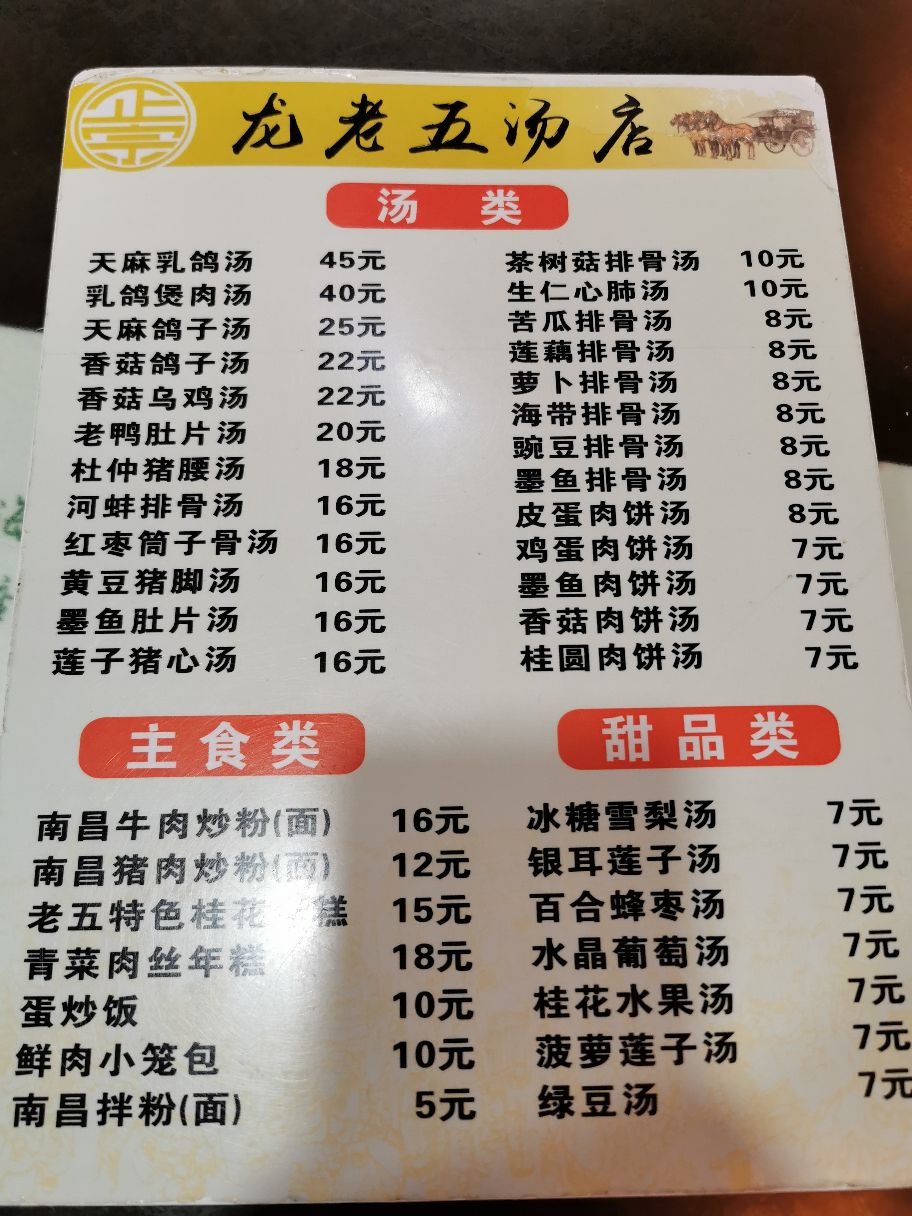 龙老五汤店
汤 类
天麻乳鸽汤 45元
乳鸽煲肉汤 40元
天麻鸽子汤 25元
香菇鸽子汤 22元
香菇乌鸡汤 22元
老鸭肚片汤 20元
杜仲猪腰汤 18元
河蚌排骨汤 16元
红枣筒子骨汤 16元
黄豆猪脚汤 16元
墨鱼肚片汤 16元
莲子猪心汤 16元
茶树菇排骨汤 10元
生仁心肺汤 10元
苦瓜排骨汤 8元
莲藕排骨汤 8元
萝卜排骨汤 8元
海带排骨汤 8元
豌豆排骨汤 8元
墨鱼排骨汤 8元
皮蛋肉饼汤 8元
鸡蛋肉饼汤 7元
墨鱼肉饼汤 7元
香菇肉饼汤 7元
桂圆肉饼汤 7元
主食类
南昌牛肉炒粉(面) 16元
南昌猪肉炒粉(面) 12元
老五特色桂花 糕 15元
青菜肉丝年糕 18元
蛋炒饭 10元
鲜肉小笼包 10元
南昌拌粉(面) 5元
甜品类
冰糖雪梨汤 7元
银耳莲子汤 7元
百合蜂枣汤 7元
水晶葡萄汤 7元
桂花水果汤 7元
菠萝莲子汤 7元
绿豆汤 7元